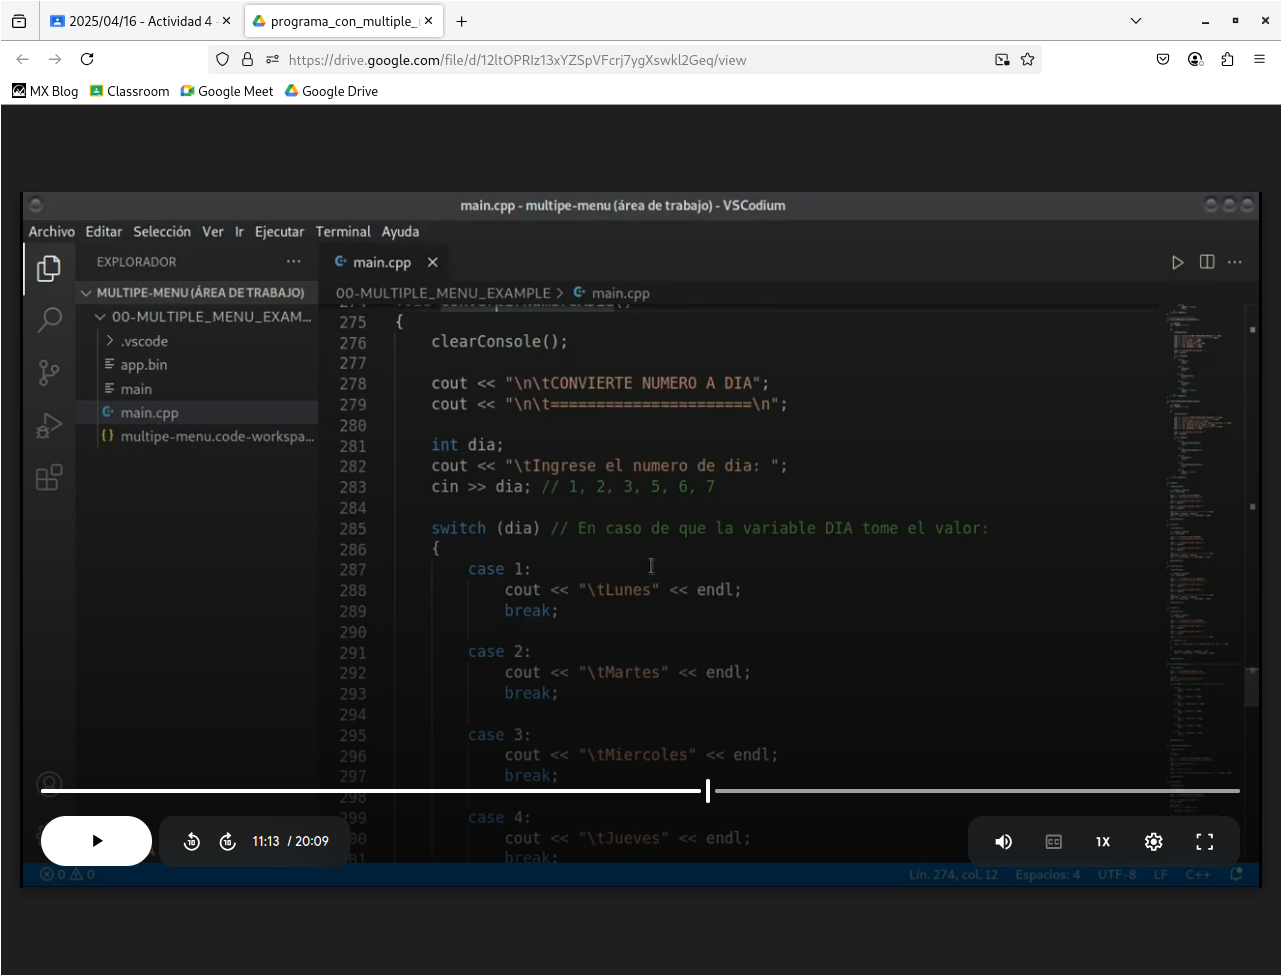 2025/04/16 - Actividad 4
programa_con_multiple_
https://drive.google.com/file/d/12ltOPRIz13xYZSpVFcrj7ygXswkl2Geq/view
MX Blog Classroom Google Meet Google Drive
main.cpp - multipe-menu (área de trabajo) - VSCodium
Archivo Editar Selección Ver Ir Ejecutar Terminal Ayuda
EXPLORADOR
main.cpp
MULTIPE-MENU (ÁREA DE TRABAJO)
00-MULTIPLE_MENU_EXAMPLE > main.cpp
00-MULTIPLE_MENU_EXAM...
.vscode
app.bin
main
main.cpp
multipe-menu.code-workspa...
275 {
276 clearConsole();
277
278 cout << "\n\tCONVIERTE NUMERO A DIA";
279 cout << "\n\t======================\n";
280
281 int dia;
282 cout << "\tIngrese el numero de dia: ";
283 cin >> dia; // 1, 2, 3, 5, 6, 7
284
285 switch (dia) // En caso de que la variable DIA tome el valor:
286 {
287 case 1:
288 cout << "\tLunes" << endl;
289 break;
290
291 case 2:
292 cout << "\tMartes" << endl;
293 break;
294
295 case 3:
296 cout << "\tMiercoles" << endl;
297 break;
298
299 case 4:
300 cout << "\tJueves" << endl;
301 break;
11:13 / 20:09
10
10
CC
1X
0 0
Lín. 274, col. 12 Espacios: 4 UTF-8 LF C++